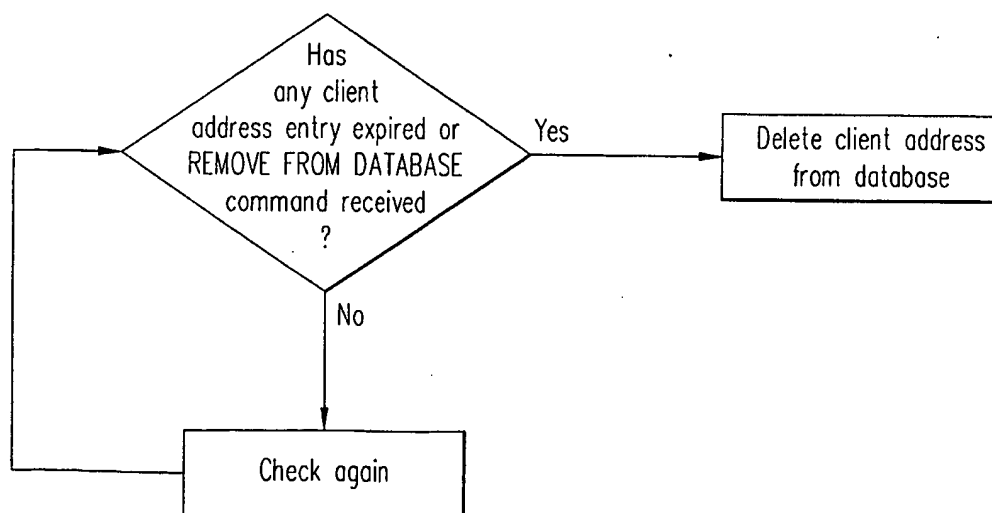 Has
any client
address entry expired or
REMOVE FROM DATABASE
command received
?
Yes
Delete client address
from database
No
Check again